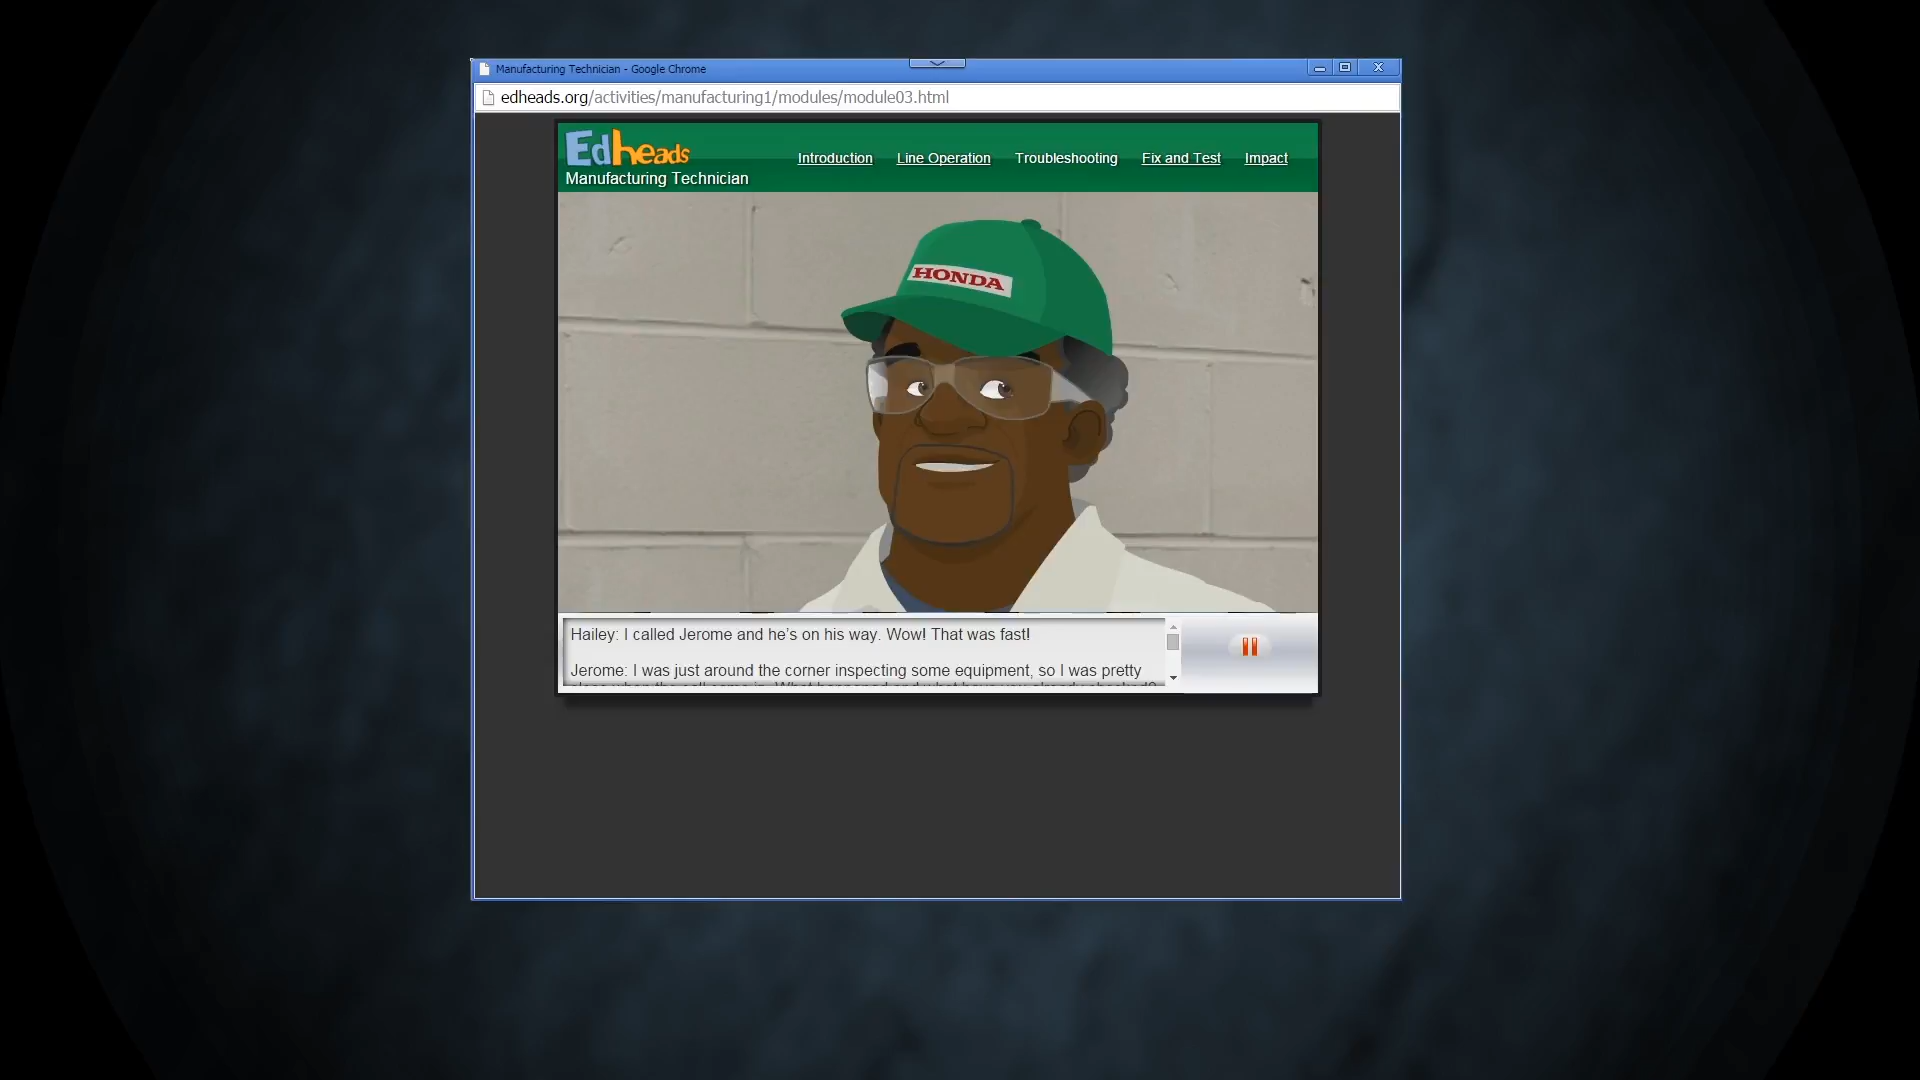 Manufacturing Technician - Google Chrome
edheads.org/activities/manufacturing1/modules/module03.html
Edheads
Manufacturing Technician
Introduction Line Operation Troubleshooting Fix and Test Impact
HONDA
Hailey: I called Jerome and he's on his way. Wow! That was fast!
Jerome: I was just around the corner inspecting some equipment, so I was pretty